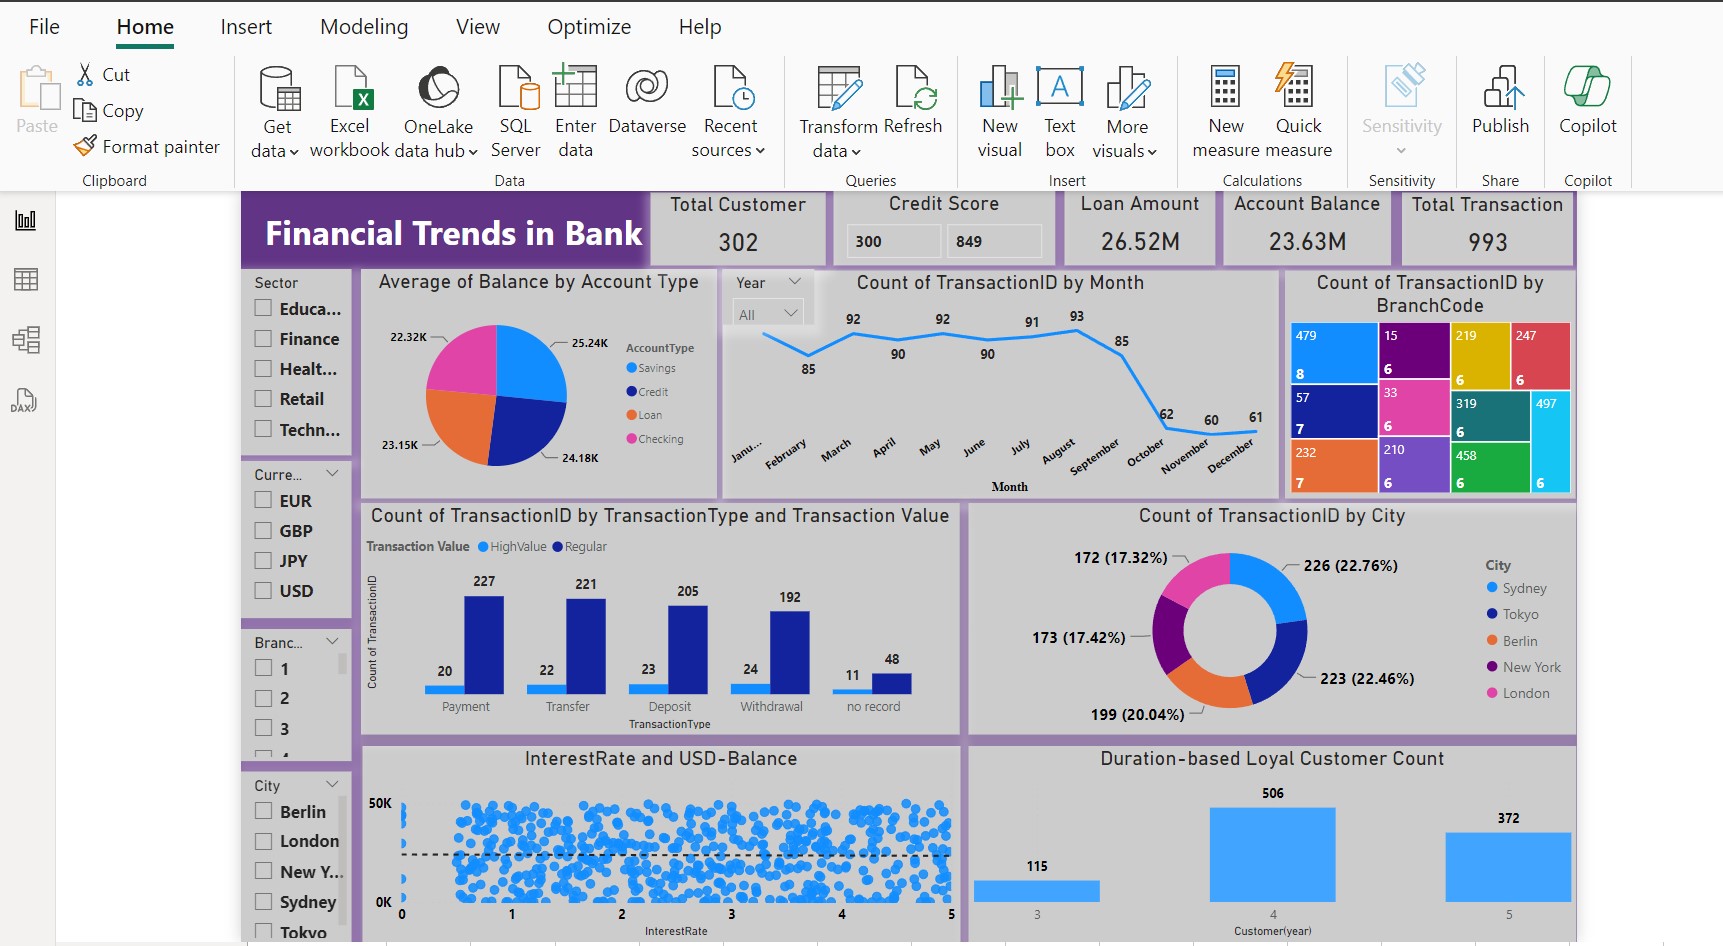 File Home Insert Modeling View Optimize Help
Paste
Cut
Copy
Format painter
Clipboard
Get data
Excel workbook
OneLake data hub
SQL Server
Enter data
Dataverse
Recent sources
Data
Transform data
Refresh
Queries
New visual
Text box
More visuals
Insert
New measure
Quick measure
Calculations
Sensitivity
Sensitivity
Publish
Share
Copilot
Copilot
DAX
Financial Trends in Bank
Total Customer
302
Credit Score
300 849
Loan Amount
26.52M
Account Balance
23.63M
Total Transaction
993
Sector
Educa...
Finance
Healt...
Retail
Techn...
Curre...
EUR
GBP
JPY
USD
Branc...
1
2
3
City
Berlin
London
New Y...
Sydney
Tokyo
Average of Balance by Account Type
22.32K
25.24K
23.15K
24.18K
AccountType
Savings
Credit
Loan
Checking
Year
All
Count of TransactionID by Month
85 92 90 92 90 91 93 85 62 60 61
Janu... February March April May June July August September October November December
Month
Count of TransactionID by
BranchCode
479
8
57
7
232
7
15
6
33
6
210
6
219
6
247
6
319
6
458
6
497
6
Count of TransactionID by TransactionType and Transaction Value
Transaction Value HighValue Regular
Count of TransactionID
20 227 22 221 23 205 24 192 11 48
Payment Transfer Deposit Withdrawal no record
TransactionType
Count of TransactionID by City
172 (17.32%)
226 (22.76%)
173 (17.42%)
223 (22.46%)
199 (20.04%)
City
Sydney
Tokyo
Berlin
New York
London
InterestRate and USD-Balance
50K
0K
0 1 2 3 4 5
InterestRate
Duration-based Loyal Customer Count
115 506 372
3 4 5
Customer(year)